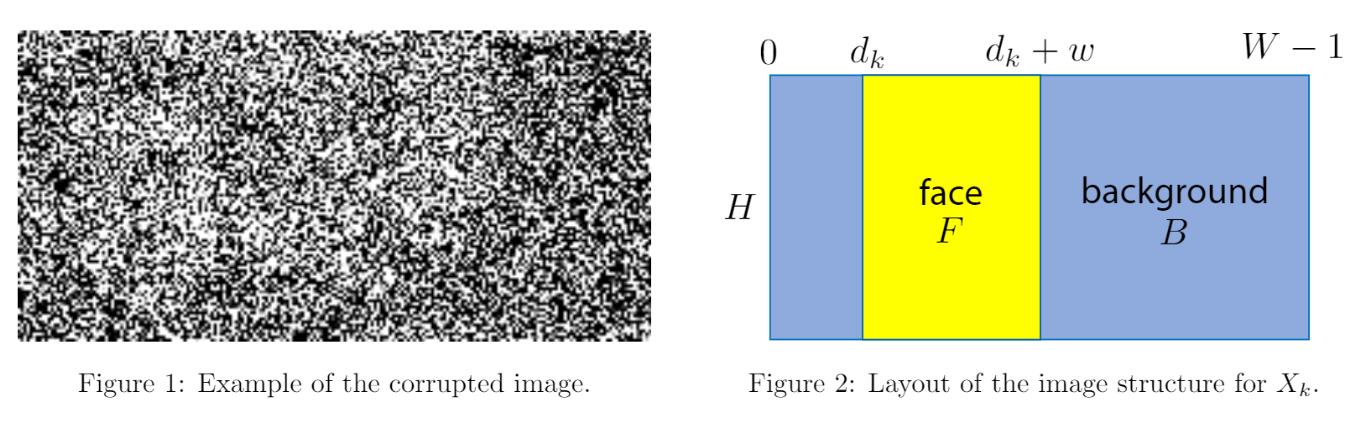 0 d_k d_k + w W − 1
H
face
F
background
B
Figure 1: Example of the corrupted image.
Figure 2: Layout of the image structure for X_k.